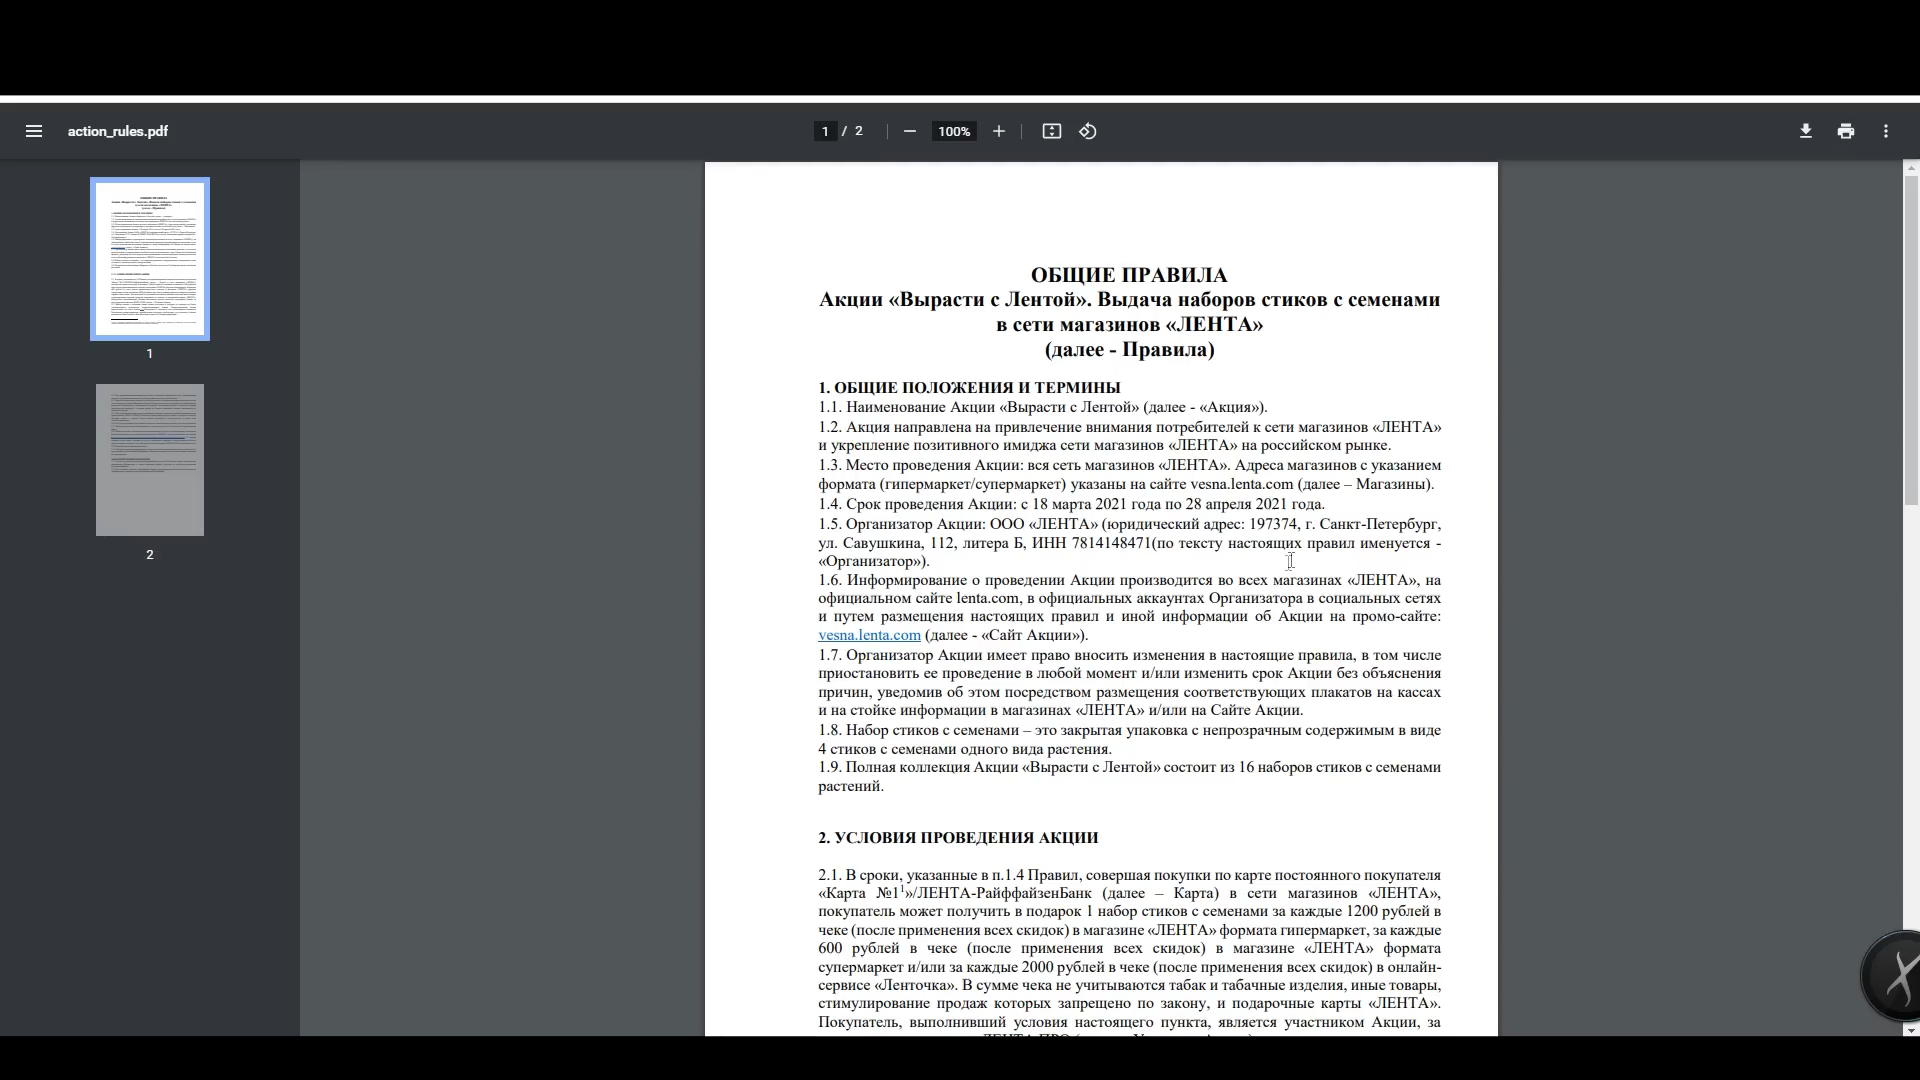 action_rules.pdf
1 / 2
100%
1
2
ОБЩИЕ ПРАВИЛА
Акции «Вырасти с Лентой». Выдача наборов стиков с семенами
в сети магазинов «ЛЕНТА»
(далее - Правила)
1. ОБЩИЕ ПОЛОЖЕНИЯ И ТЕРМИНЫ
1.1. Наименование Акции «Вырасти с Лентой» (далее - «Акция»).
1.2. Акция направлена на привлечение внимания потребителей к сети магазинов «ЛЕНТА»
и укрепление позитивного имиджа сети магазинов «ЛЕНТА» на российском рынке.
1.3. Место проведения Акции: вся сеть магазинов «ЛЕНТА». Адреса магазинов с указанием
формата (гипермаркет/супермаркет) указаны на сайте vesna.lenta.com (далее – Магазины).
1.4. Срок проведения Акции: с 18 марта 2021 года по 28 апреля 2021 года.
1.5. Организатор Акции: ООО «ЛЕНТА» (юридический адрес: 197374, г. Санкт-Петербург,
ул. Савушкина, 112, литера Б, ИНН 7814148471(по тексту настоящих правил именуется -
«Организатор»).
1.6. Информирование о проведении Акции производится во всех магазинах «ЛЕНТА», на
официальном сайте lenta.com, в официальных аккаунтах Организатора в социальных сетях
и путем размещения настоящих правил и иной информации об Акции на промо-сайте:
vesna.lenta.com (далее - «Сайт Акции»).
1.7. Организатор Акции имеет право вносить изменения в настоящие правила, в том числе
приостановить ее проведение в любой момент и/или изменить срок Акции без объяснения
причин, уведомив об этом посредством размещения соответствующих плакатов на кассах
и на стойке информации в магазинах «ЛЕНТА» и/или на Сайте Акции.
1.8. Набор стиков с семенами – это закрытая упаковка с непрозрачным содержимым в виде
4 стиков с семенами одного вида растения.
1.9. Полная коллекция Акции «Вырасти с Лентой» состоит из 16 наборов стиков с семенами
растений.
2. УСЛОВИЯ ПРОВЕДЕНИЯ АКЦИИ
2.1. В сроки, указанные в п.1.4 Правил, совершая покупки по карте постоянного покупателя
«Карта №1¹»/ЛЕНТА-РайффайзенБанк (далее – Карта) в сети магазинов «ЛЕНТА»,
покупатель может получить в подарок 1 набор стиков с семенами за каждые 1200 рублей в
чеке (после применения всех скидок) в магазине «ЛЕНТА» формата гипермаркет, за каждые
600 рублей в чеке (после применения всех скидок) в магазине «ЛЕНТА» формата
супермаркет и/или за каждые 2000 рублей в чеке (после применения всех скидок) в онлайн-
сервисе «Ленточка». В сумме чека не учитываются табак и табачные изделия, иные товары,
стимулирование продаж которых запрещено по закону, и подарочные карты «ЛЕНТА».
Покупатель, выполнивший условия настоящего пункта, является участником Акции, за